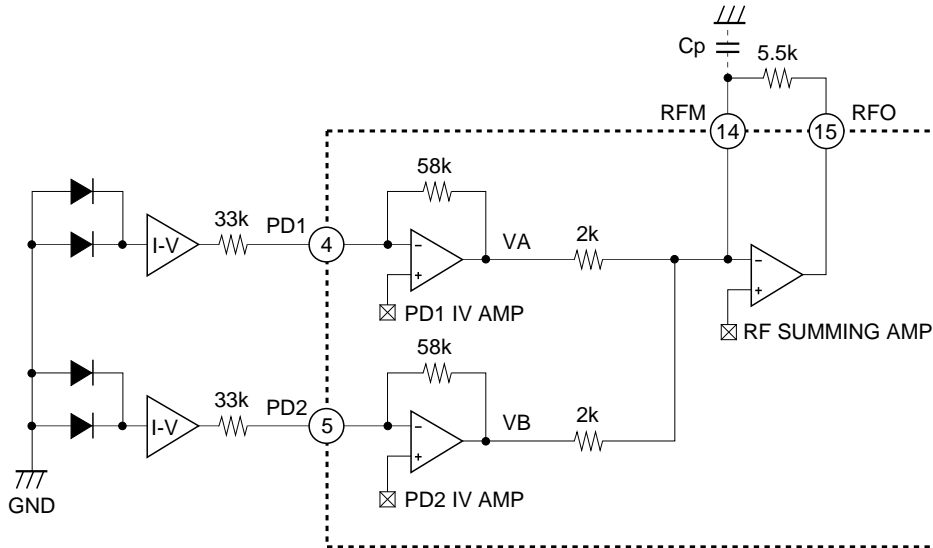 Cp
5.5k
RFM
14
15
RFO
58k
33k
PD1
I-V
4
VA
2k
PD1 IV AMP
RF SUMMING AMP
58k
33k
PD2
I-V
5
VB
2k
PD2 IV AMP
GND